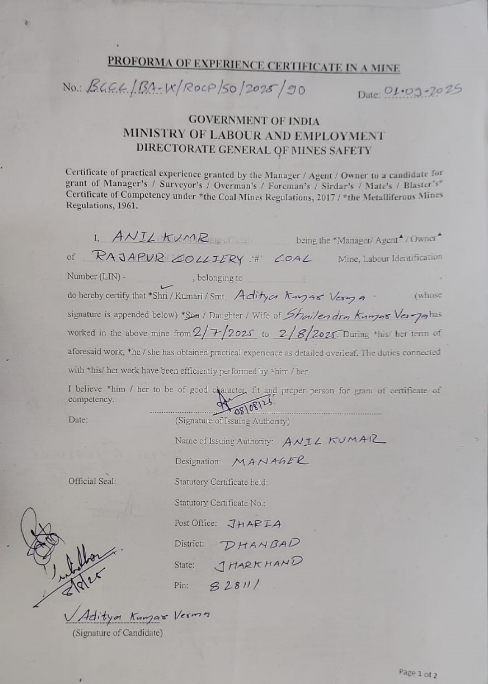 PROFORMA OF EXPERIENCE CERTIFICATE IN A MINE
No.: BCCL/BA-IX/ROCP/SO/2025/90 Date: 01-09-2025
GOVERNMENT OF INDIA
MINISTRY OF LABOUR AND EMPLOYMENT
DIRECTORATE GENERAL OF MINES SAFETY
Certificate of practical experience granted by the Manager / Agent / Owner to a candidate for
grant of Manager's / Surveyor's / Overman's / Foreman's / Sirdar's / Mate's / Blaster's*
Certificate of Competency under *the Coal Mines Regulations, 2017 / *the Metalliferous Mines
Regulations, 1961.
I, ANIL KUMR being the *Manager/ Agent* / Owner*
of RAJAPUR COLLIERY COAL Mine, Labour Identification
Number (LIN) - , belonging to
do hereby certify that *Shri / Kumari / Smt. Aditya Kumar Verma (whose
signature is appended below) *Son / Daughter / Wife of Shailendra Kumar Verma has
worked in the above mine from 2/7/2025 to 2/8/2025 During *his/ her term of
aforesaid work, *he / she has obtained practical experience as detailed overleaf. The duties connected
with *his/ her work have been efficiently performed by *him / her
I believe *him / her to be of good character, fit and proper person for grant of certificate of
competency.
08/08/25
Date: (Signature of Issuing Authority)
Name of Issuing Authority: ANIL KUMAR
Designation: MANAGER
Official Seal: Statutory Certificate held:
Statutory Certificate No.:
Post Office: JHARIA
District: DHANBAD
State: JHARKHAND
Pin: 828111
8/8/25
Aditya Kumar Verma
(Signature of Candidate)
Page 1 of 2